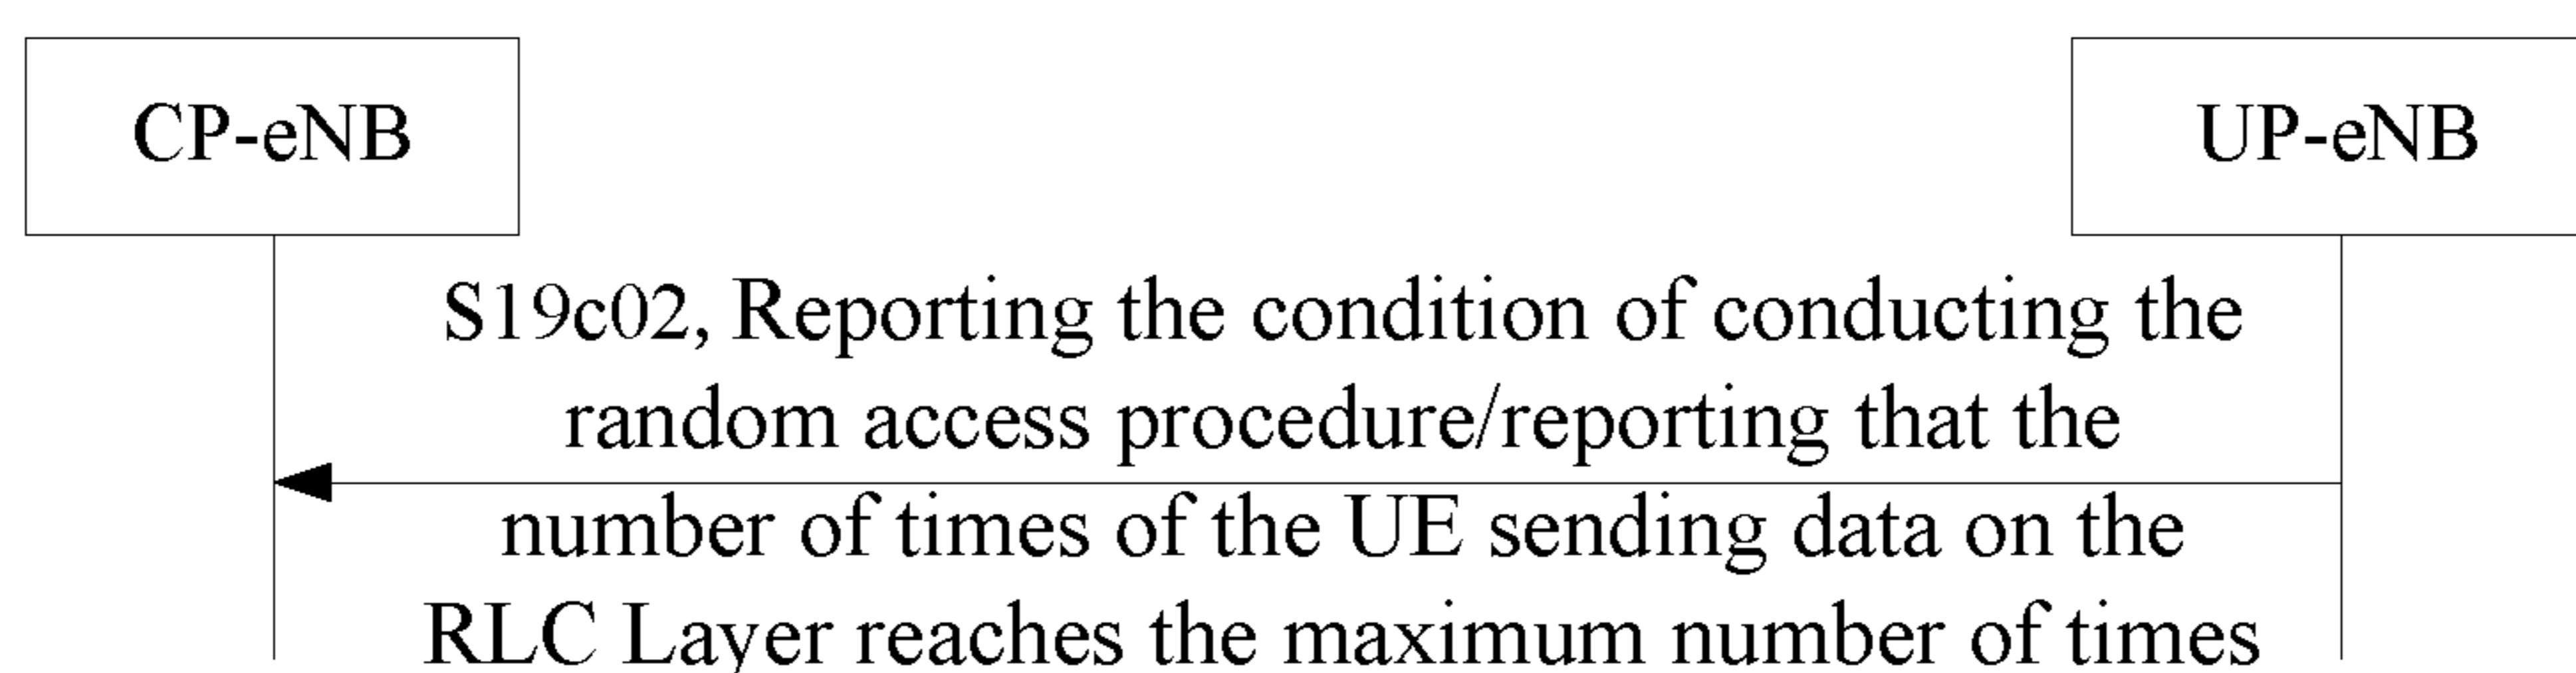 CP-eNB
UP-eNB
S19c02, Reporting the condition of conducting the
random access procedure/reporting that the
number of times of the UE sending data on the
RLC Layer reaches the maximum number of times